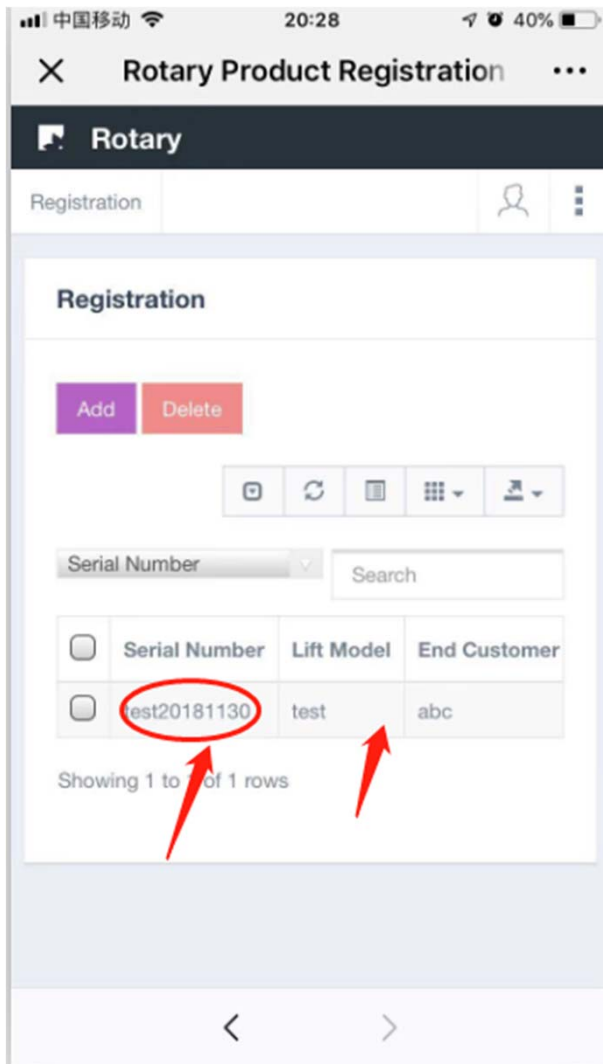 中国移动 20:28 40%
Rotary Product Registration
Rotary
Registration
Registration
Add Delete
Serial Number Search
Serial Number Lift Model End Customer
test20181130 test abc
Showing 1 to 1 of 1 rows